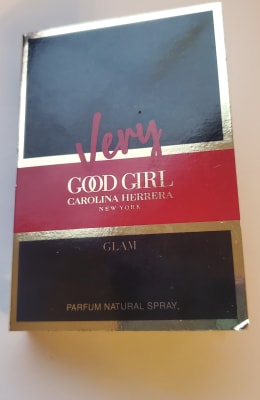 Very
GOOD GIRL
CAROLINA HERRERA
NEW YORK
GLAM
PARFUM NATURAL SPRAY